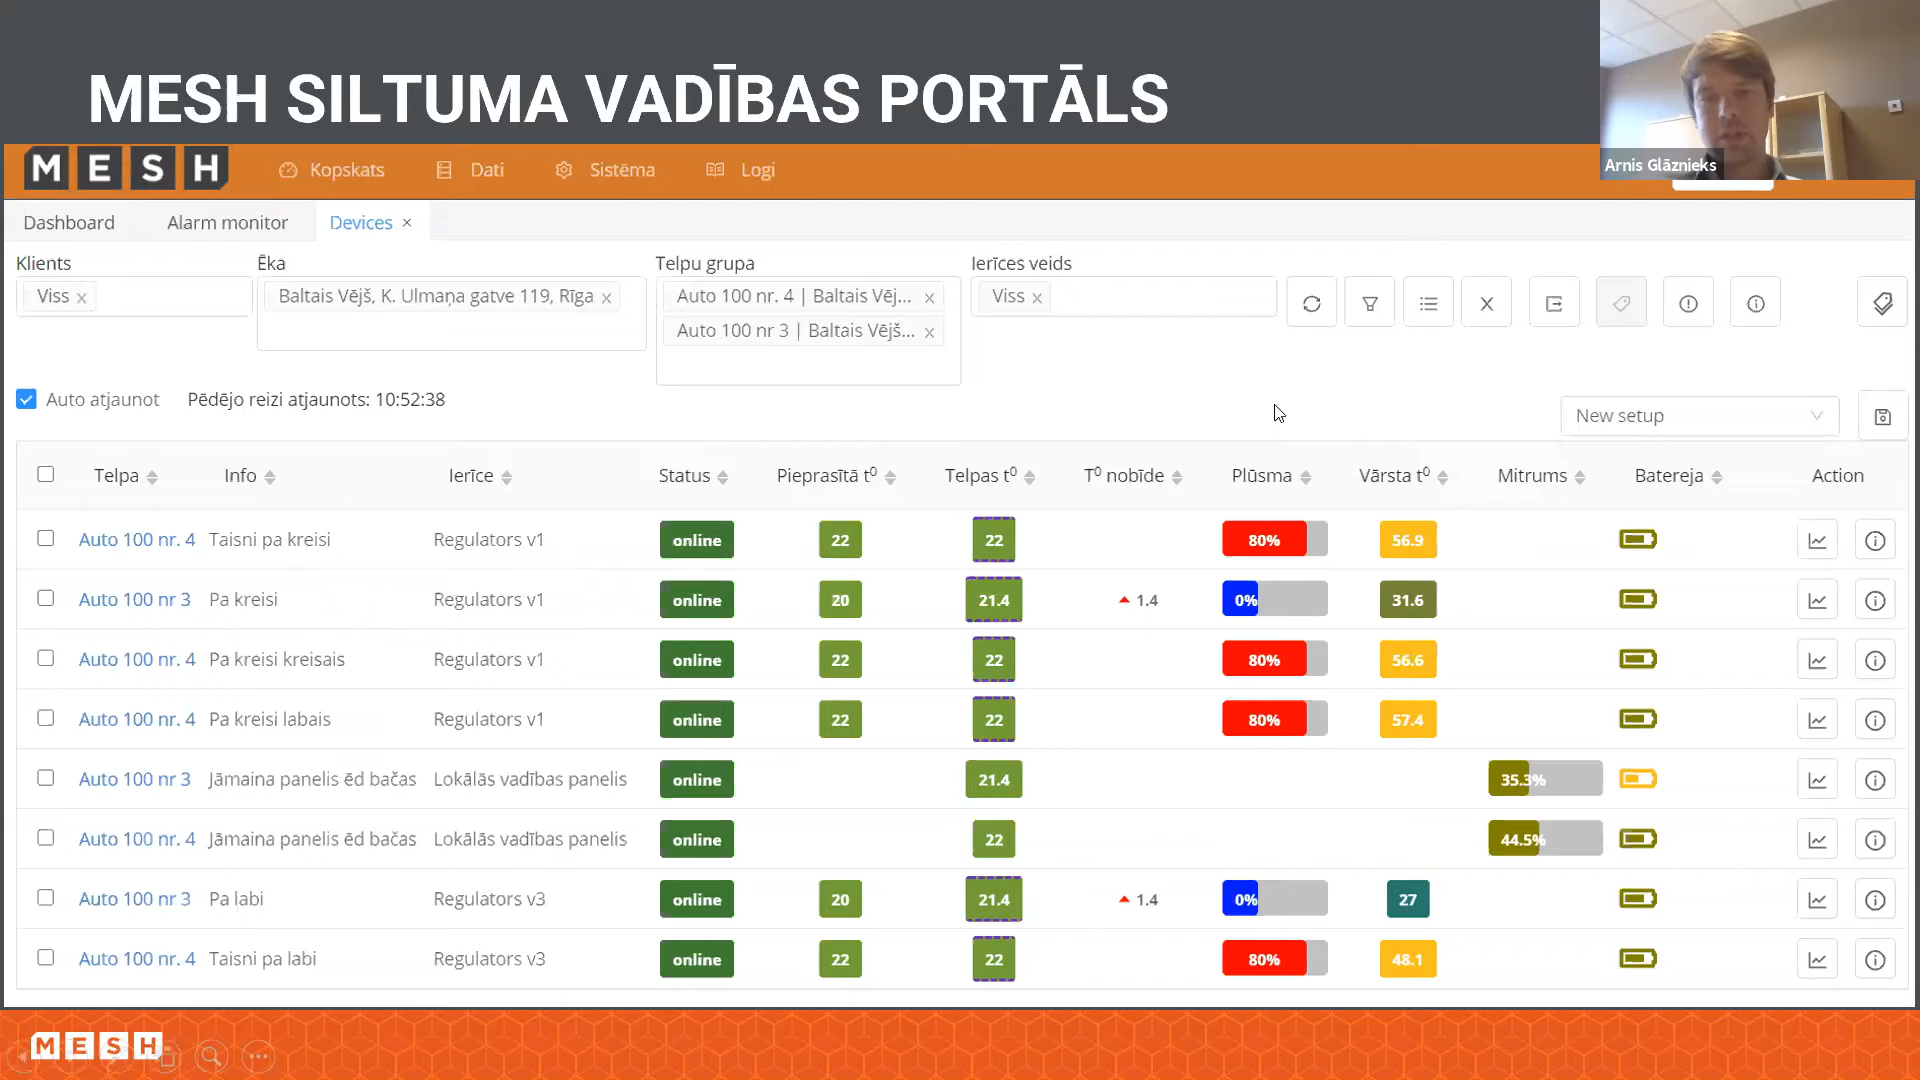 MESH SILTUMA VADĪBAS PORTĀLS
Arnis Glāznieks
MESH Kopskats Dati Sistēma Logi
Dashboard Alarm monitor Devices ×
Klients Ēka Telpu grupa Ierīces veids
Viss x Baltais Vējš, K. Ulmaņa gatve 119, Rīga x Auto 100 nr. 4 | Baltais Vēj... x Viss x
Auto 100 nr 3 | Baltais Vējš... x
Auto atjaunot Pēdējo reizi atjaunots: 10:52:38
New setup
Telpa Info Ierīce Status Pieprasītā t⁰ Telpas t⁰ T⁰ nobīde Plūsma Vārsta t⁰ Mitrums Batereja Action
Auto 100 nr. 4 Taisni pa kreisi Regulators v1 online 22 22 80% 56.9
Auto 100 nr 3 Pa kreisi Regulators v1 online 20 21.4 1.4 0% 31.6
Auto 100 nr. 4 Pa kreisi kreisais Regulators v1 online 22 22 80% 56.6
Auto 100 nr. 4 Pa kreisi labais Regulators v1 online 22 22 80% 57.4
Auto 100 nr 3 Jāmaina panelis ēd bačas Lokālās vadības panelis online 21.4 35.3%
Auto 100 nr. 4 Jāmaina panelis ēd bačas Lokālās vadības panelis online 22 44.5%
Auto 100 nr 3 Pa labi Regulators v3 online 20 21.4 1.4 0% 27
Auto 100 nr. 4 Taisni pa labi Regulators v3 online 22 22 80% 48.1
MESH